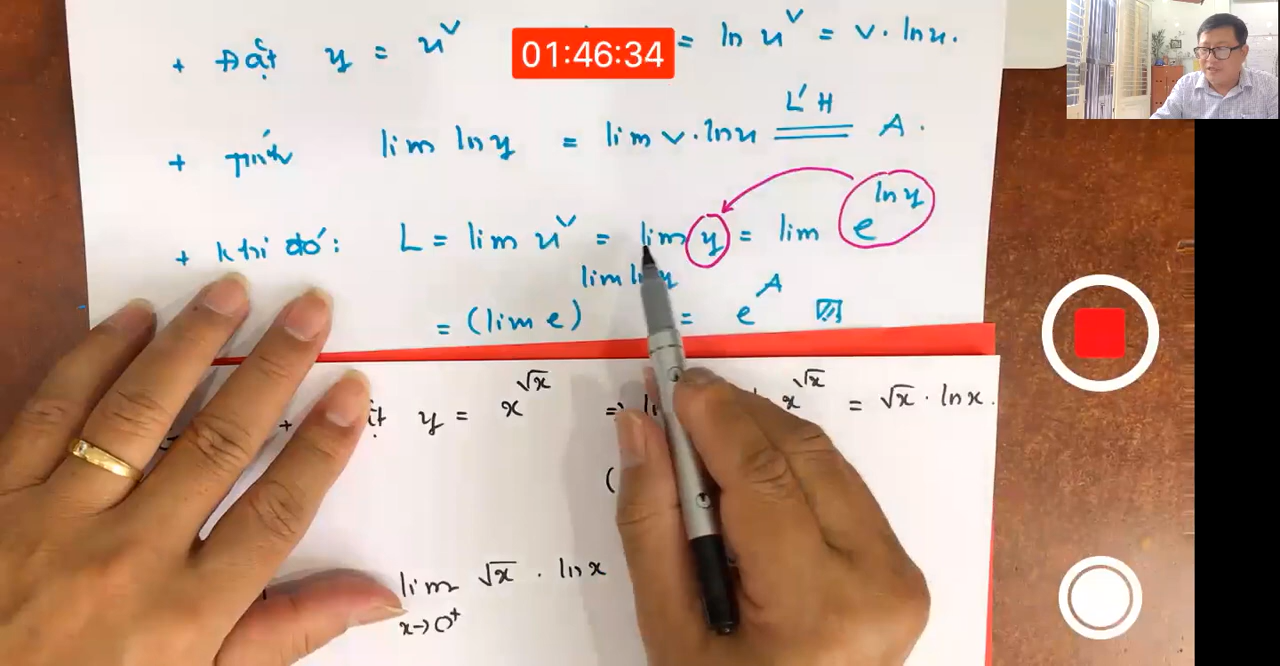 + Đặt y = u^v = ln u^v = v. ln u.
01:46:34
+ Tính lim ln y = lim v. ln u L'H A.
+ Khi đó: L = lim u^v = lim y = lim e^{ln y}
= (lim e)^{lim ln y} = e^A
+ y = x^{√x} => x^{√x} = √x . ln x.
lim √x . ln x
x→0⁺